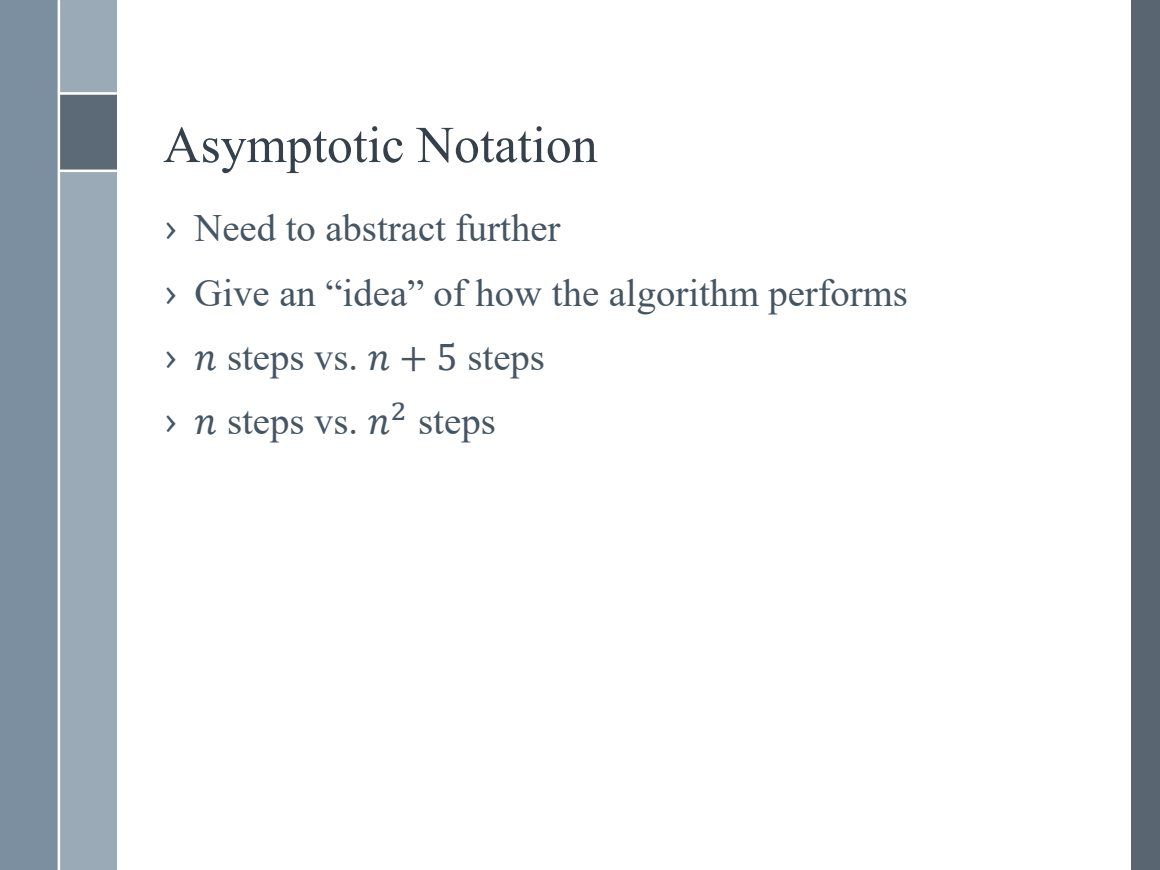 Asymptotic Notation
› Need to abstract further
› Give an “idea” of how the algorithm performs
› 𝑛 steps vs. 𝑛 + 5 steps
› 𝑛 steps vs. 𝑛² steps